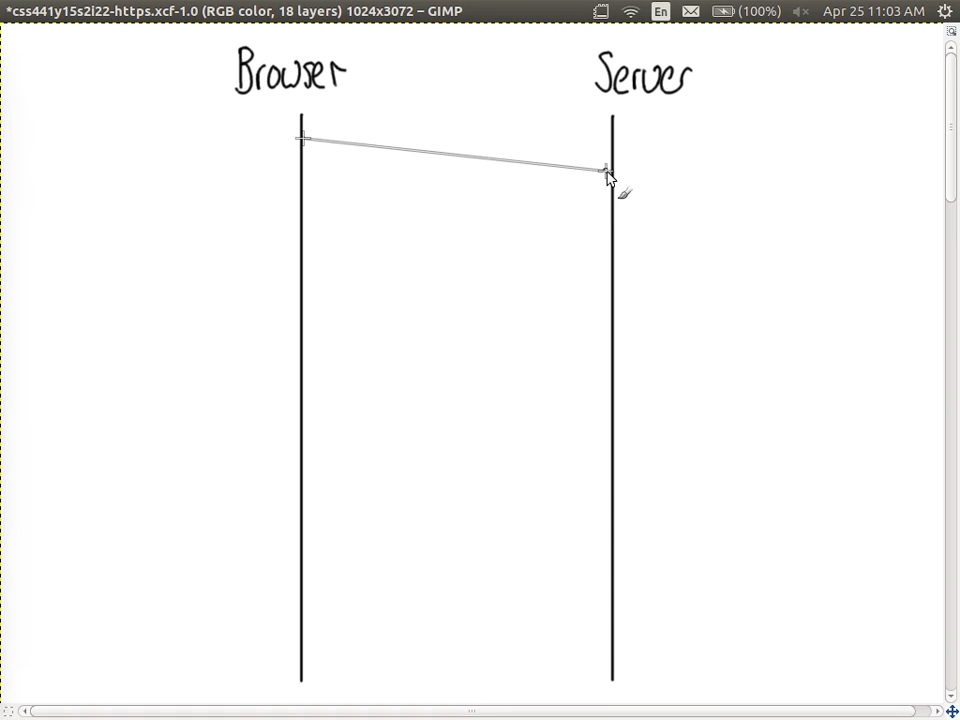 *css441y15s2i22-https.xcf-1.0 (RGB color, 18 layers) 1024x3072 – GIMP En (100%) Apr 25 11:03 AM
Browser Server